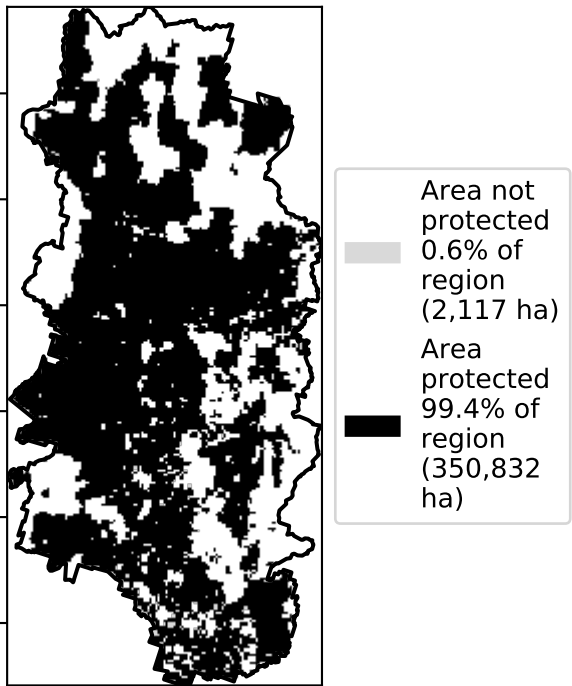 Area not
protected
0.6% of
region
(2,117 ha)
Area
protected
99.4% of
region
(350,832
ha)